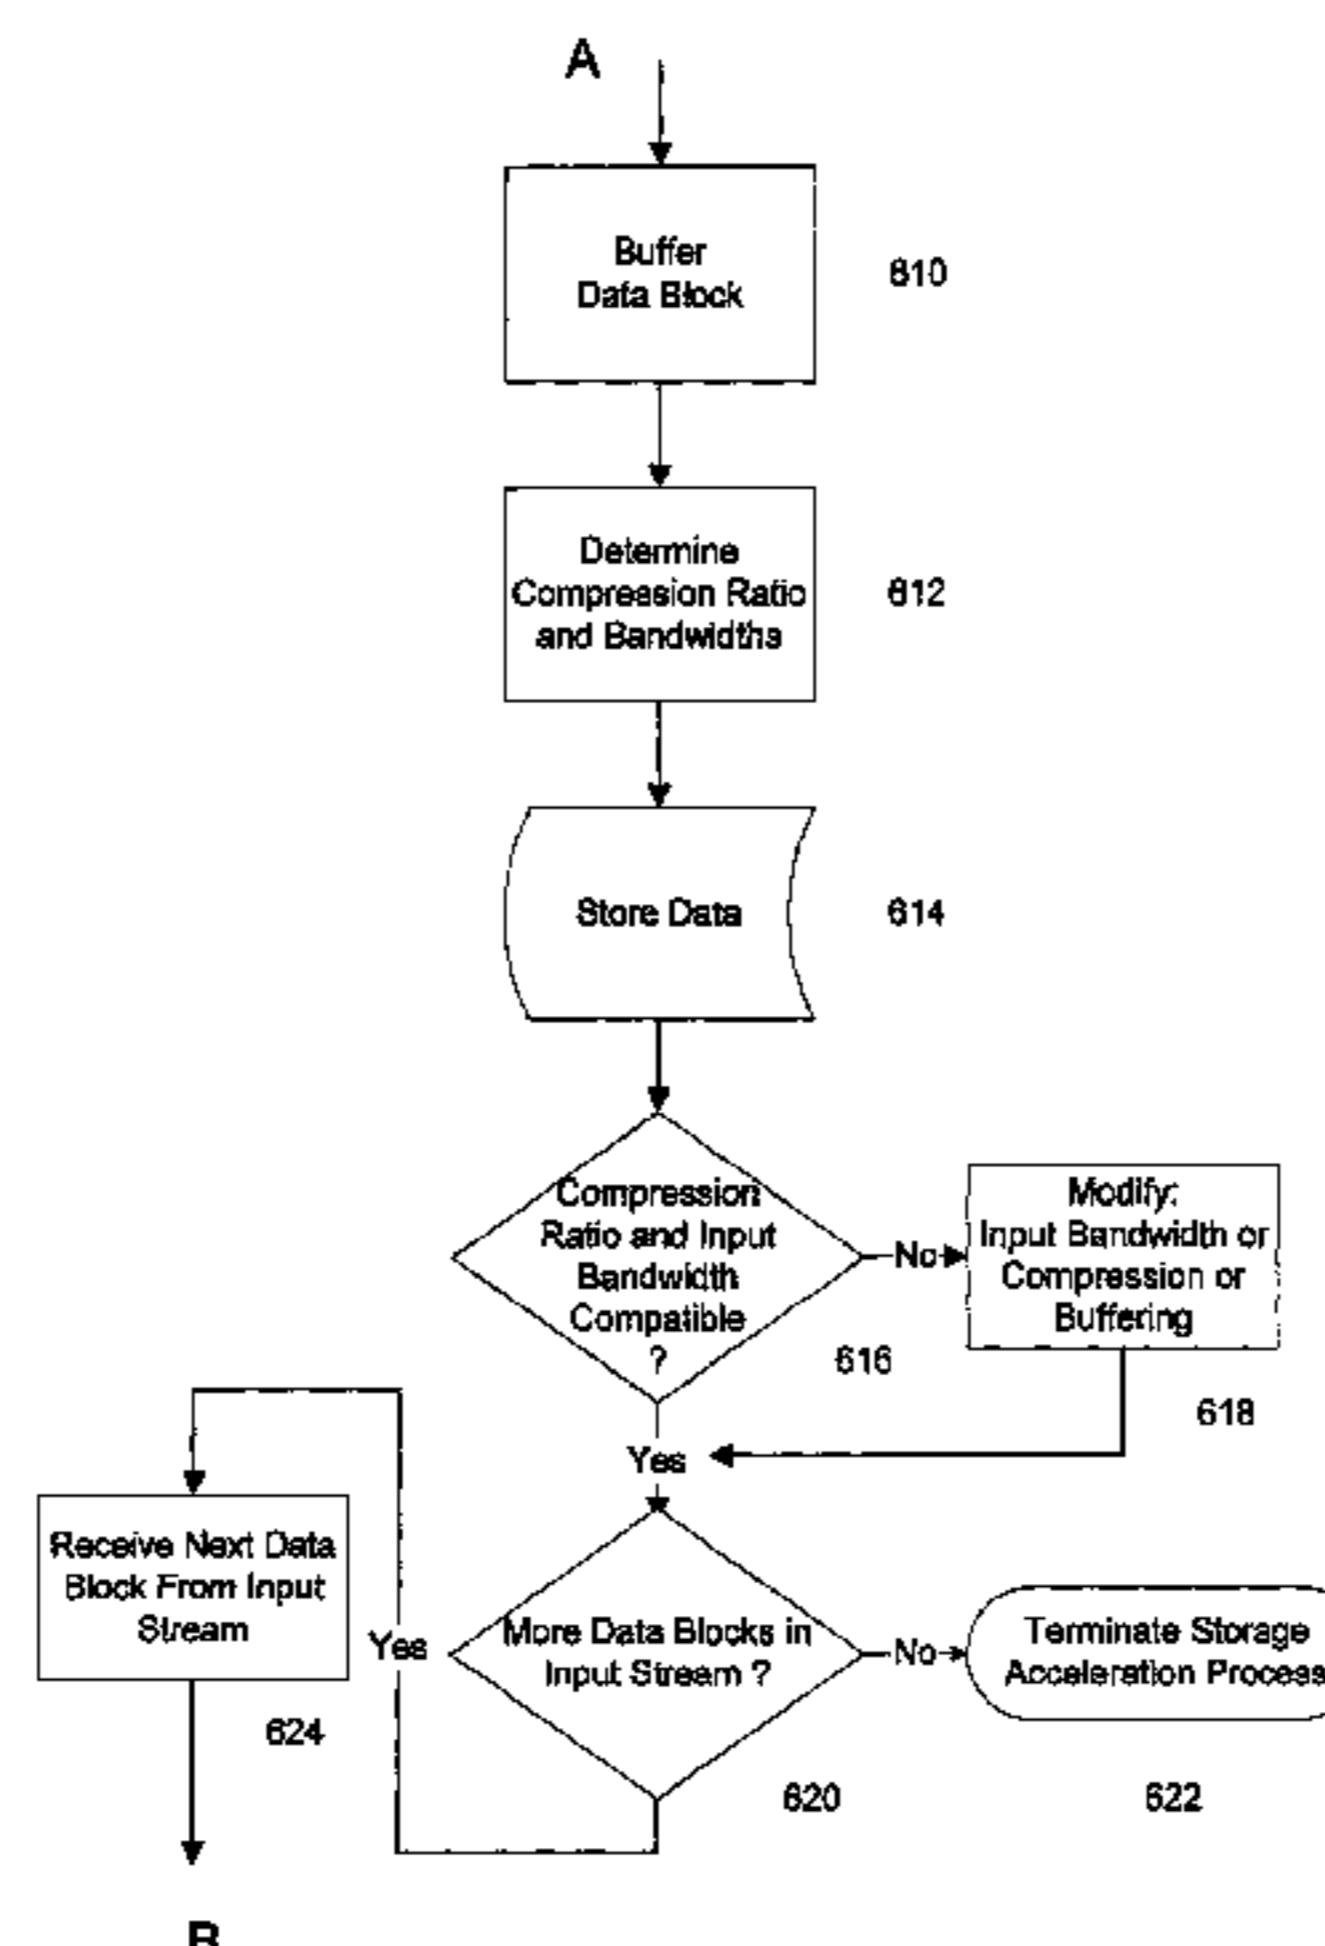 A
Buffer
Data Block
610
Determine
Compression Ratio
and Bandwidths
612
Store Data
614
Compression
Ratio and Input
Bandwidth
Compatible
?
616
No
Modify:
Input Bandwidth or
Compression or
Buffering
618
Yes
Receive Next Data
Block From Input
Stream
624
Yes
More Data Blocks in
Input Stream ?
620
No
Terminate Storage
Acceleration Process
622
B